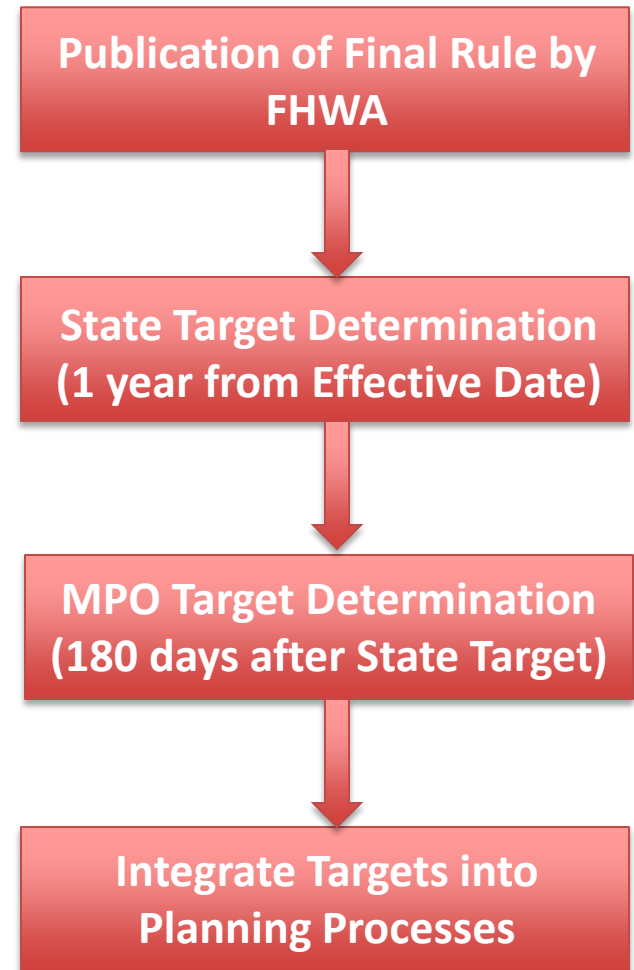 Publication of Final Rule by
FHWA
State Target Determination
(1 year from Effective Date)
MPO Target Determination
(180 days after State Target)
Integrate Targets into
Planning Processes